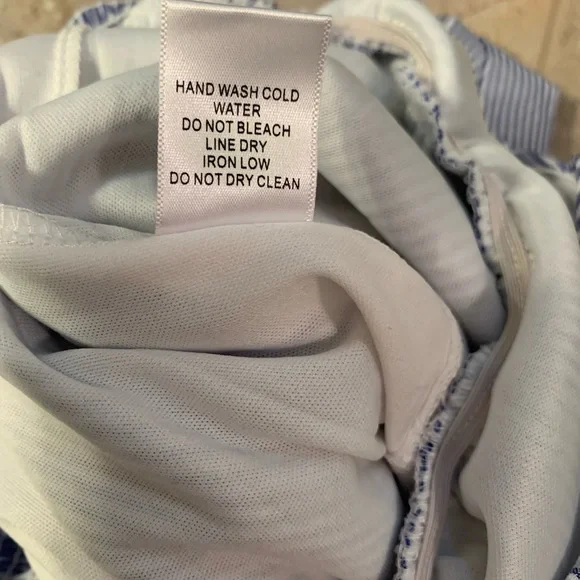 HAND WASH COLD
WATER
DO NOT BLEACH
LINE DRY
IRON LOW
DO NOT DRY CLEAN